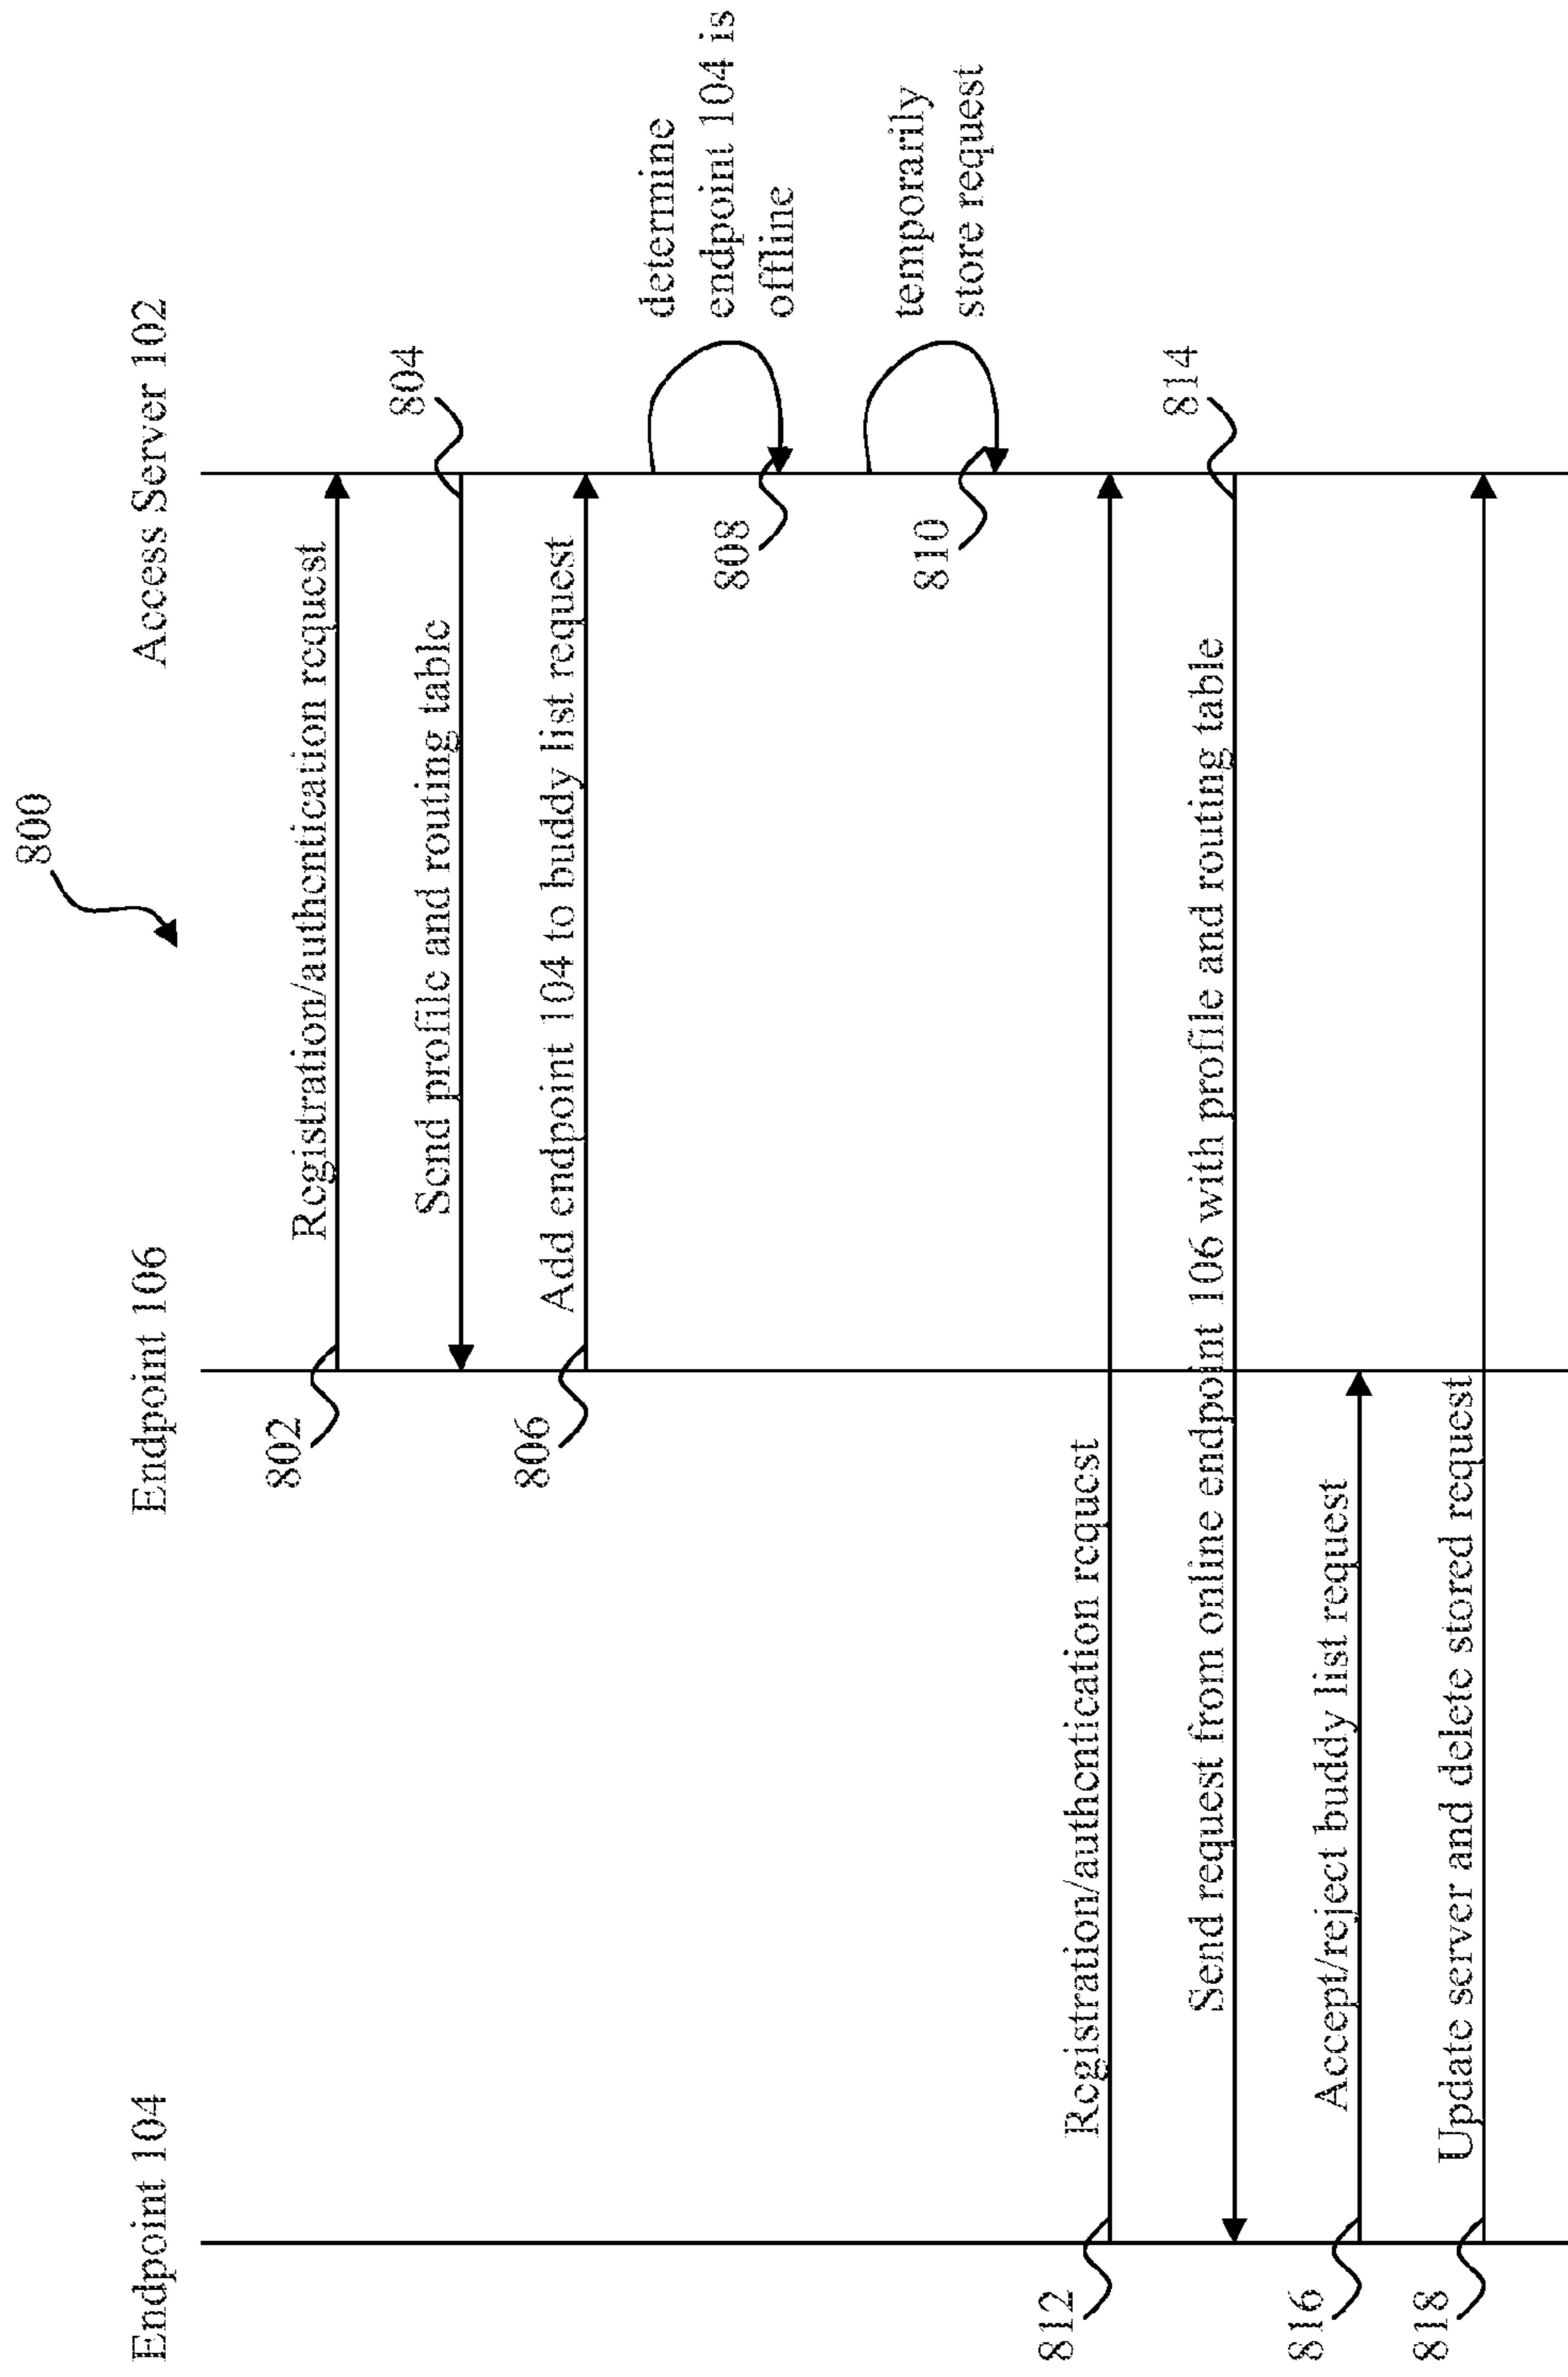 800
Endpoint 104
Endpoint 106
Access Server 102
802
Registration/authentication request
804
Send profile and routing table
806
Add endpoint 104 to buddy list request
808
determine
endpoint 104 is
offline
810
temporarily
store request
812
Registration/authentication request
814
Send request from online endpoint 106 with profile and routing table
816
Accept/reject buddy list request
818
Update server and delete stored request